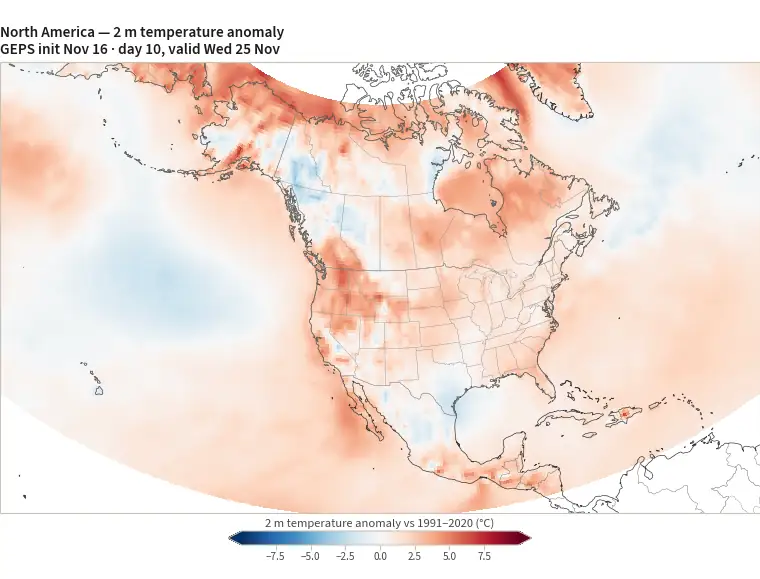 North America — 2 m temperature anomaly
GEPS init Nov 16 · day 10, valid Wed 25 Nov
2 m temperature anomaly vs 1991–2020 (°C)
−7.5 −5.0 −2.5 0.0 2.5 5.0 7.5